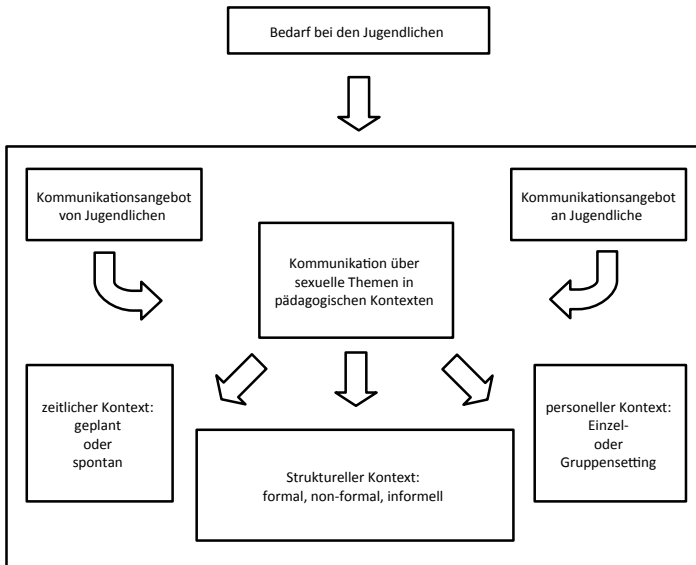 Bedarf bei den Jugendlichen
Kommunikationsangebot
von Jugendlichen
Kommunikationsangebot
an Jugendliche
Kommunikation über
sexuelle Themen in
pädagogischen Kontexten
zeitlicher Kontext:
geplant
oder
spontan
Struktureller Kontext:
formal, non-formal, informell
personeller Kontext:
Einzel-
oder
Gruppensetting